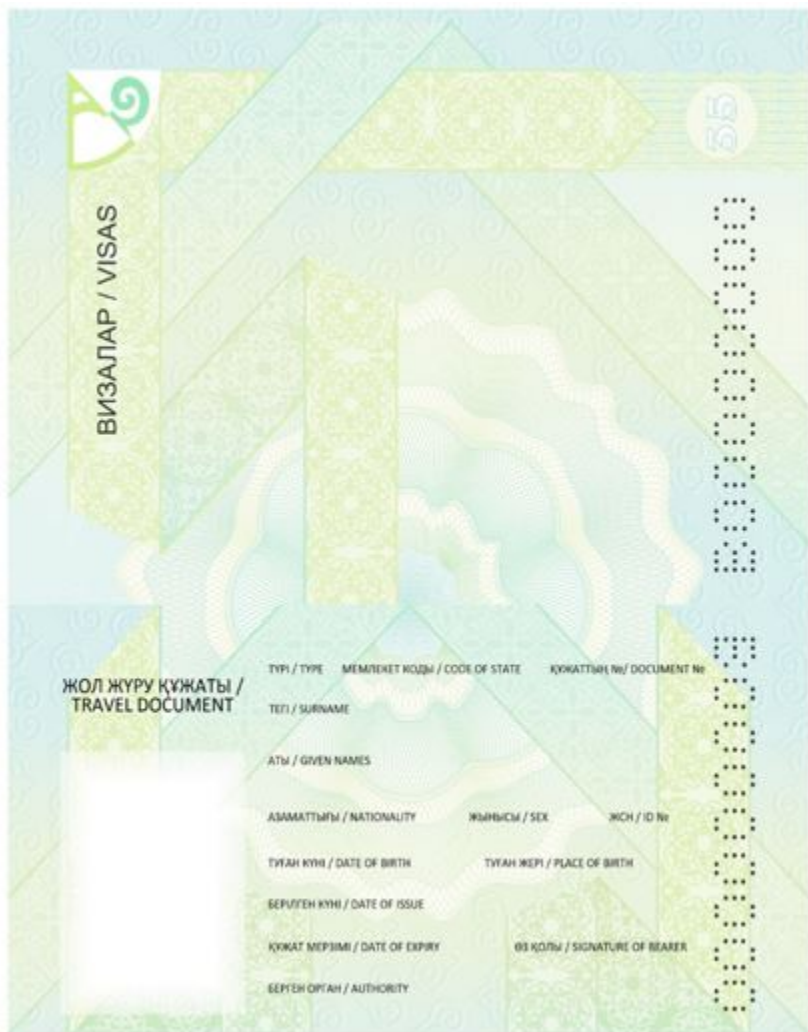 35
ВИЗАЛАР / VISAS
E00000000
ЖОЛ ЖҮРУ ҚҰЖАТЫ /
TRAVEL DOCUMENT
ТҮРІ / TYPE МЕМЛЕКЕТ КОДЫ / CODE OF STATE ҚҰЖАТТЫҢ №/ DOCUMENT №
ТЕГІ / SURNAME
АТЫ / GIVEN NAMES
АЗАМАТТЫҒЫ / NATIONALITY ЖЫНЫСЫ / SEX ЖСН / ID №
ТУҒАН КҮНІ / DATE OF BIRTH ТУҒАН ЖЕРІ / PLACE OF BIRTH
БЕРІЛГЕН КҮНІ / DATE OF ISSUE
ҚҰЖАТ МЕРЗІМІ / DATE OF EXPIRY ӨЗ ҚОЛЫ / SIGNATURE OF BEARER
БЕРГЕН ОРГАН / AUTHORITY